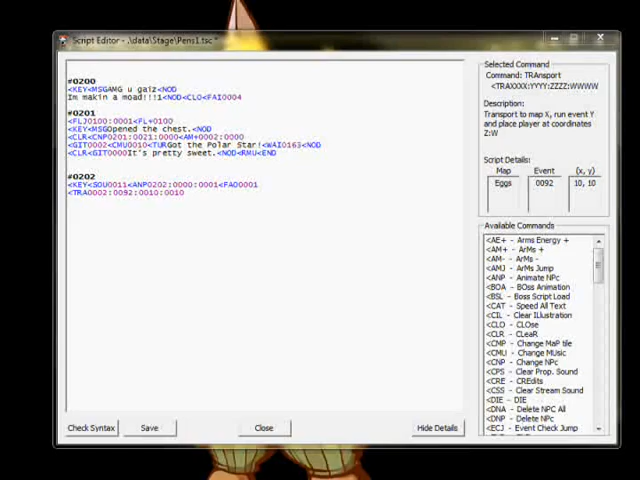 Script Editor - .\data\Stage\Pens1.tsc *
#0200
<KEY<MSGAMG u gaiz<NOD
Im makin a moad!!!1<NOD<CLO<FAI0004
#0201
<FLJ0100:0001<FL+0100
<KEY<MSGOpened the chest.<NOD
<CLR<CNP0201:0021:0000<AM+0002:0000
<GIT0002<CMU0010<TURGot the Polar Star!<WAI0163<NOD
<CLR<GIT0000It's pretty sweet.<NOD<RMU<END
#0202
<KEY<SOU0011<ANP0202:0000:0001<FAO0001
<TRA0002:0092:0010:0010
Check Syntax
Save
Close
Hide Details
Selected Command
Command: TRAnsport
<TRAXXXX:YYYY:ZZZZ:WWWW
Description:
Transport to map X, run event Y
and place player at coordinates
Z:W
Script Details:
Map
Event
(x, y)
Eggs
0092
10, 10
Available Commands
<AE+ - Arms Energy +
<AM+ - ArMs +
<AM- - ArMs -
<AMJ - ArMs Jump
<ANP - Animate NPc
<BOA - BOss Animation
<BSL - Boss Script Load
<CAT - Speed All Text
<CIL - Clear ILlustration
<CLO - CLOse
<CLR - CLeaR
<CMP - Change MaP tile
<CMU - Change MUsic
<CNP - Change NPc
<CPS - Clear Prop. Sound
<CRE - CREdits
<CSS - Clear Stream Sound
<DIE - DIE
<DNA - Delete NPC All
<DNP - Delete NPc
<ECJ - Event Check Jump